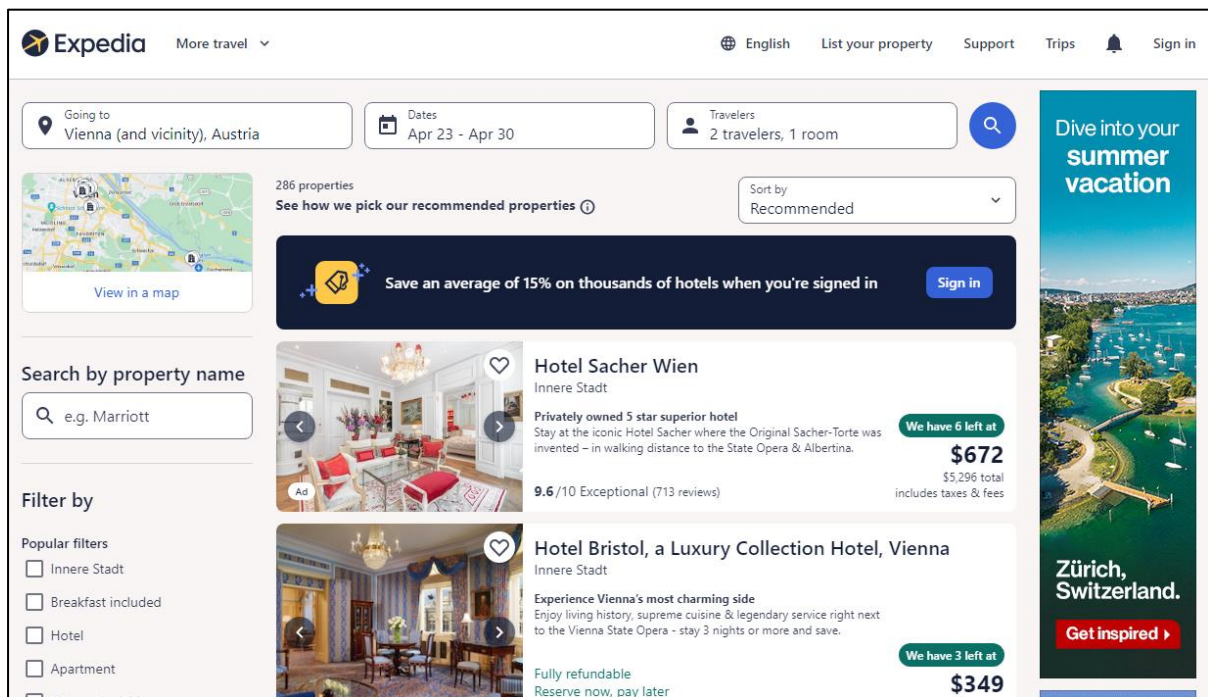 Expedia
More travel
English
List your property
Support
Trips
Sign in
Going to
Vienna (and vicinity), Austria
Dates
Apr 23 - Apr 30
Travelers
2 travelers, 1 room
View in a map
286 properties
See how we pick our recommended properties
Sort by
Recommended
Save an average of 15% on thousands of hotels when you're signed in
Sign in
Search by property name
e.g. Marriott
Filter by
Popular filters
Innere Stadt
Breakfast included
Hotel
Apartment
Ad
Hotel Sacher Wien
Innere Stadt
Privately owned 5 star superior hotel
Stay at the iconic Hotel Sacher where the Original Sacher-Torte was
invented – in walking distance to the State Opera & Albertina.
9.6/10 Exceptional (713 reviews)
We have 6 left at
$672
$5,296 total
includes taxes & fees
Hotel Bristol, a Luxury Collection Hotel, Vienna
Innere Stadt
Experience Vienna's most charming side
Enjoy living history, supreme cuisine & legendary service right next
to the Vienna State Opera - stay 3 nights or more and save.
Fully refundable
Reserve now, pay later
We have 3 left at
$349
Dive into your
summer
vacation
Zürich,
Switzerland.
Get inspired